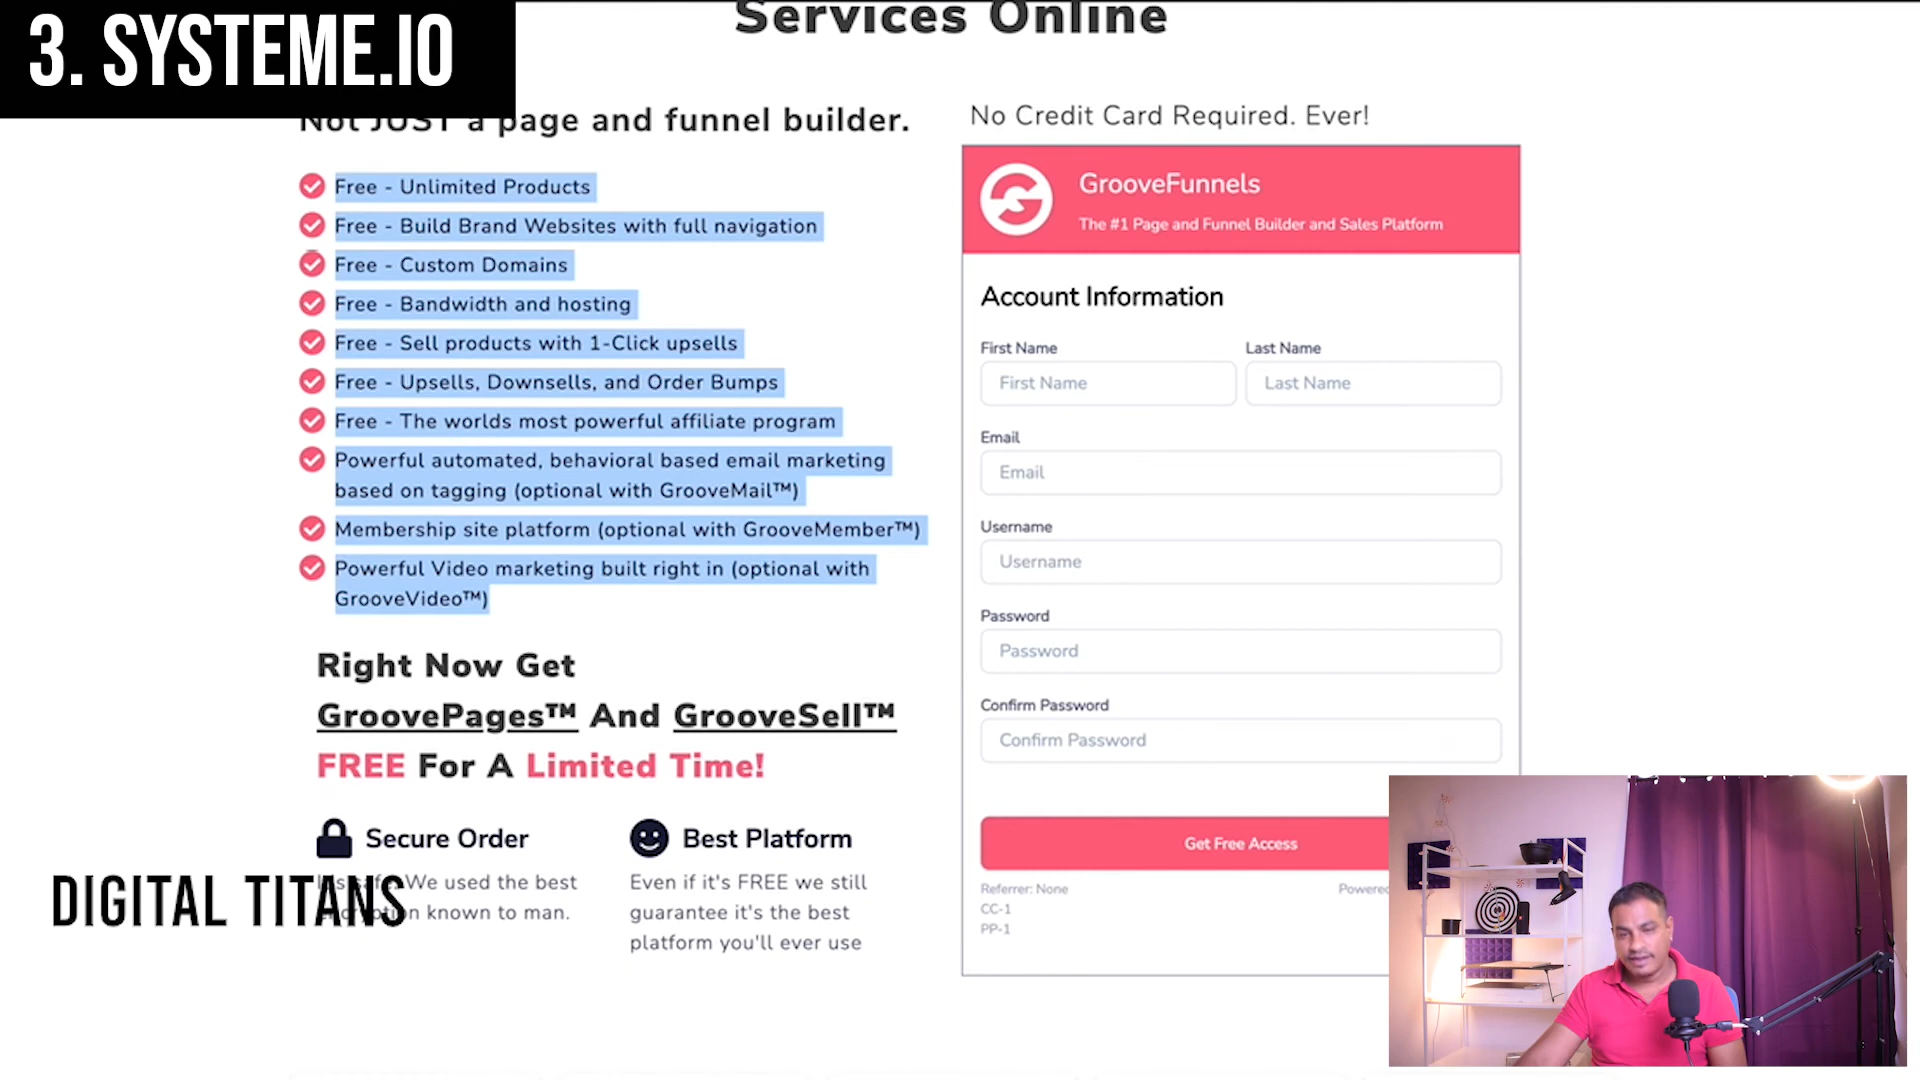 Services Online
3. SYSTEME.IO
Not JUST a page and funnel builder.
Free - Unlimited Products
Free - Build Brand Websites with full navigation
Free - Custom Domains
Free - Bandwidth and hosting
Free - Sell products with 1-Click upsells
Free - Upsells, Downsells, and Order Bumps
Free - The worlds most powerful affiliate program
Powerful automated, behavioral based email marketing
based on tagging (optional with GrooveMail™)
Membership site platform (optional with GrooveMember™)
Powerful Video marketing built right in (optional with
GrooveVideo™)
Right Now Get
GroovePages™ And GrooveSell™
FREE For A Limited Time!
Secure Order
We used the best
known to man.
Best Platform
Even if it's FREE we still
guarantee it's the best
platform you'll ever use
DIGITAL TITANS
No Credit Card Required. Ever!
GrooveFunnels
The #1 Page and Funnel Builder and Sales Platform
Account Information
First Name
Last Name
First Name
Last Name
Email
Email
Username
Username
Password
Password
Confirm Password
Confirm Password
Get Free Access
Referrer: None
Powered
CC-1
PP-1